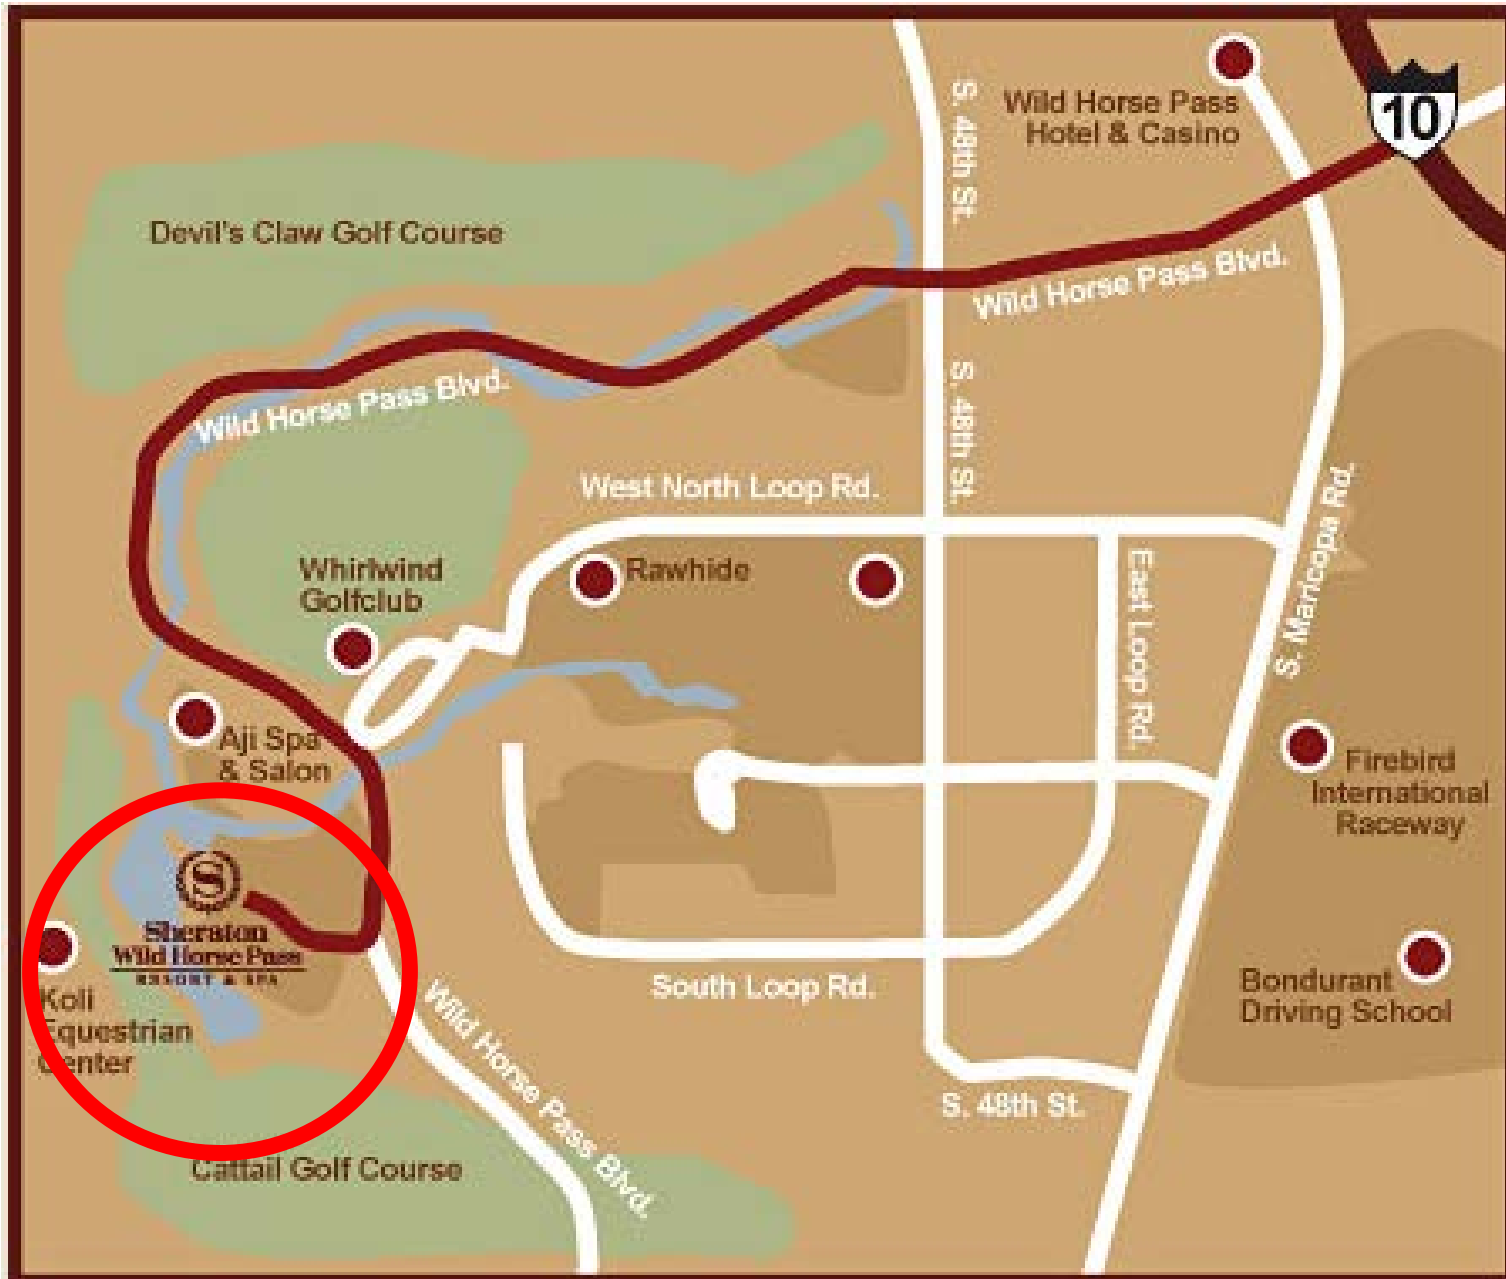 Wild Horse Pass
Hotel & Casino
10
S. 48th St.
Devil's Claw Golf Course
Wild Horse Pass Blvd.
Wild Horse Pass Blvd.
S. 48th St.
West North Loop Rd.
S. Maricopa Rd.
Whirlwind
Golfclub
Rawhide
East Loop Rd.
Aji Spa
& Salon
Firebird
International
Raceway
S
Sheraton
Wild Horse Pass
RESORT & SPA
Koli
Equestrian
Center
South Loop Rd.
Bondurant
Driving School
Wild Horse Pass Blvd.
S. 48th St.
Cattail Golf Course